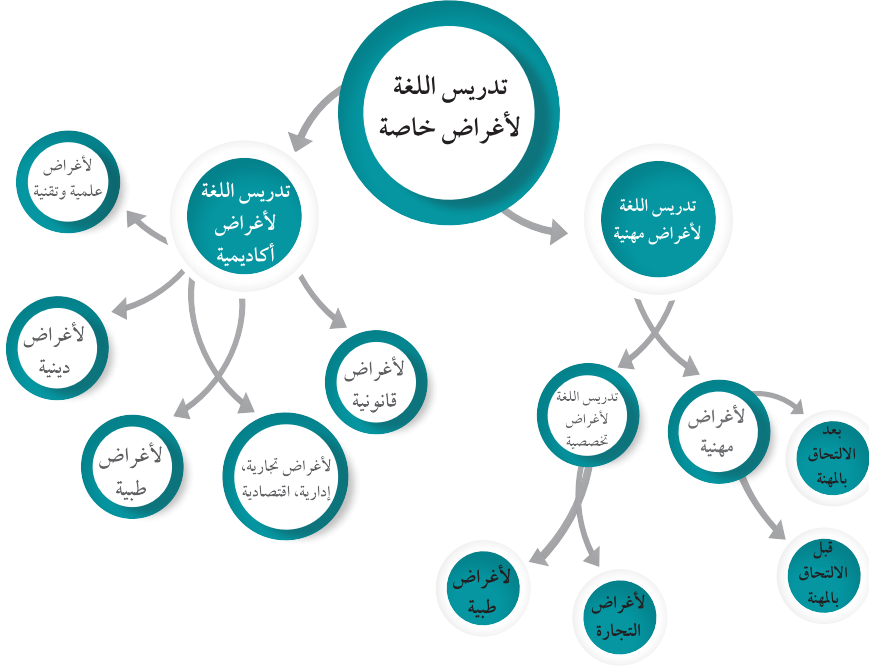 تدريس اللغة
لأغراض خاصة
تدريس اللغة
لأغراض مهنية
تدريس اللغة
لأغراض
أكاديمية
لأغراض
علمية وتقنية
لأغراض
دينية
لأغراض
طبية
لأغراض تجارية،
إدارية، اقتصادية
لأغراض
قانونية
تدريس اللغة
لأغراض
تخصصية
لأغراض
مهنية
بعد
الالتحاق
بالمهنة
قبل
الالتحاق
بالمهنة
لأغراض
طبية
لأغراض
التجارة